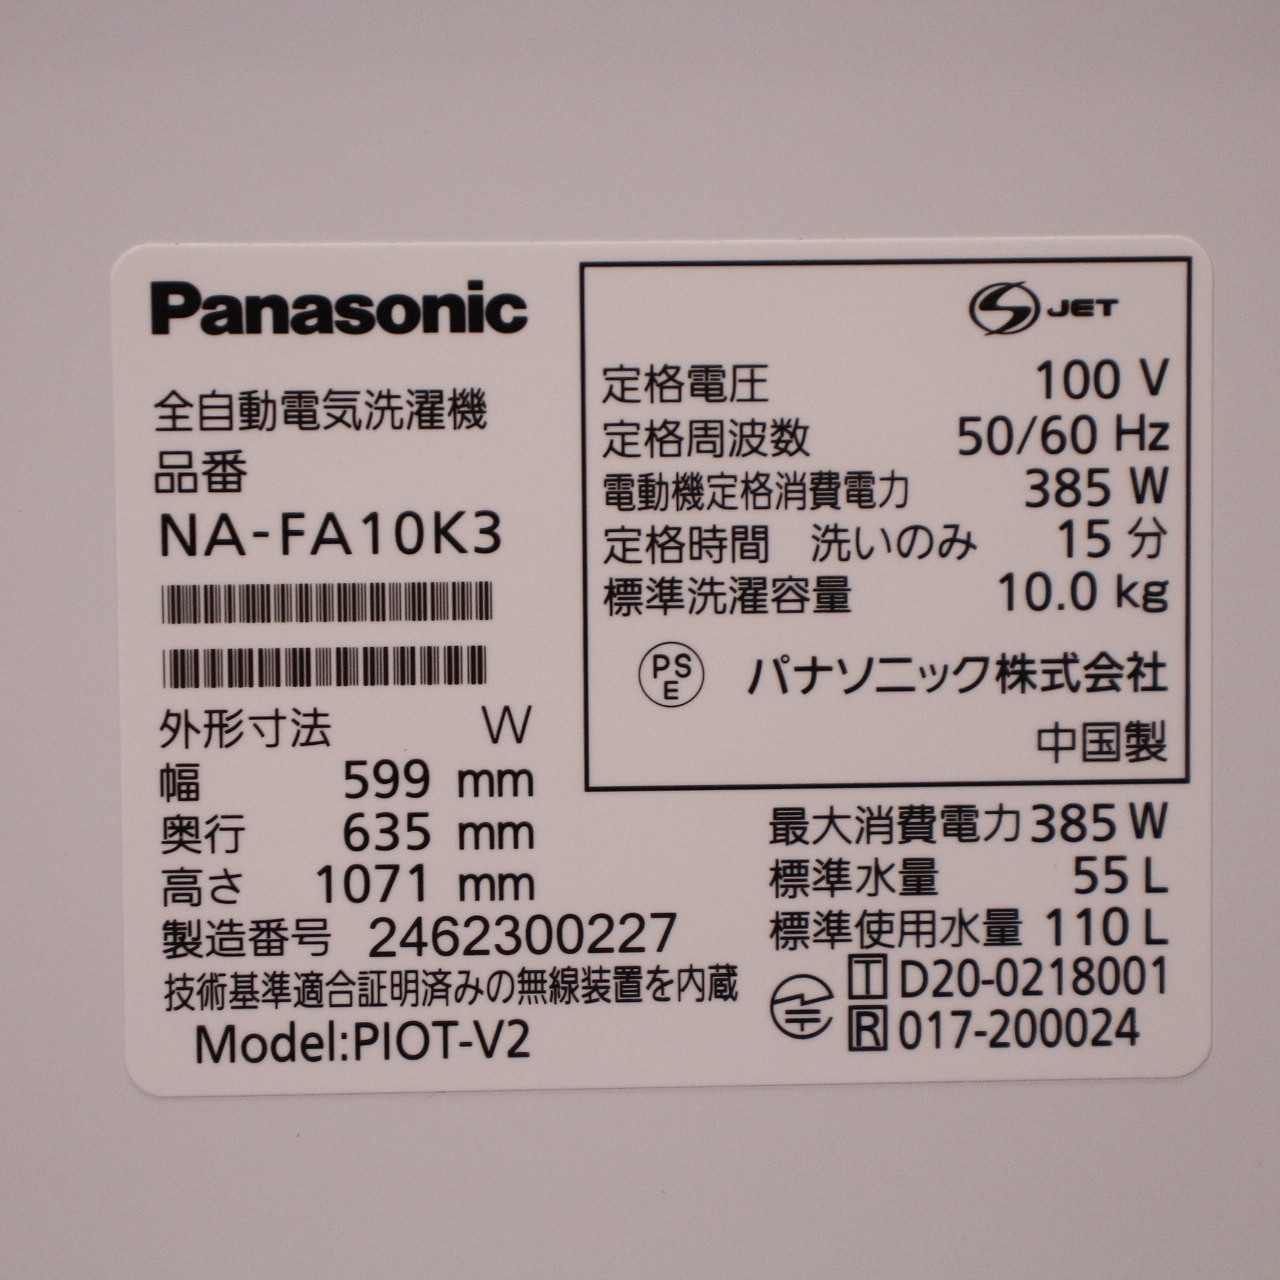 Panasonic
全自動電気洗濯機
品番
NA-FA10K3
外形寸法 W
幅 599 mm
奥行 635 mm
高さ 1071 mm
製造番号 2462300227
技術基準適合証明済みの無線装置を内蔵
Model:PIOT-V2
S JET
定格電圧 100 V
定格周波数 50/60 Hz
電動機定格消費電力 385 W
定格時間 洗いのみ 15 分
標準洗濯容量 10.0 kg
PSE パナソニック株式会社
中国製
最大消費電力 385 W
標準水量 55 L
標準使用水量 110 L
T D20-0218001
R 017-200024